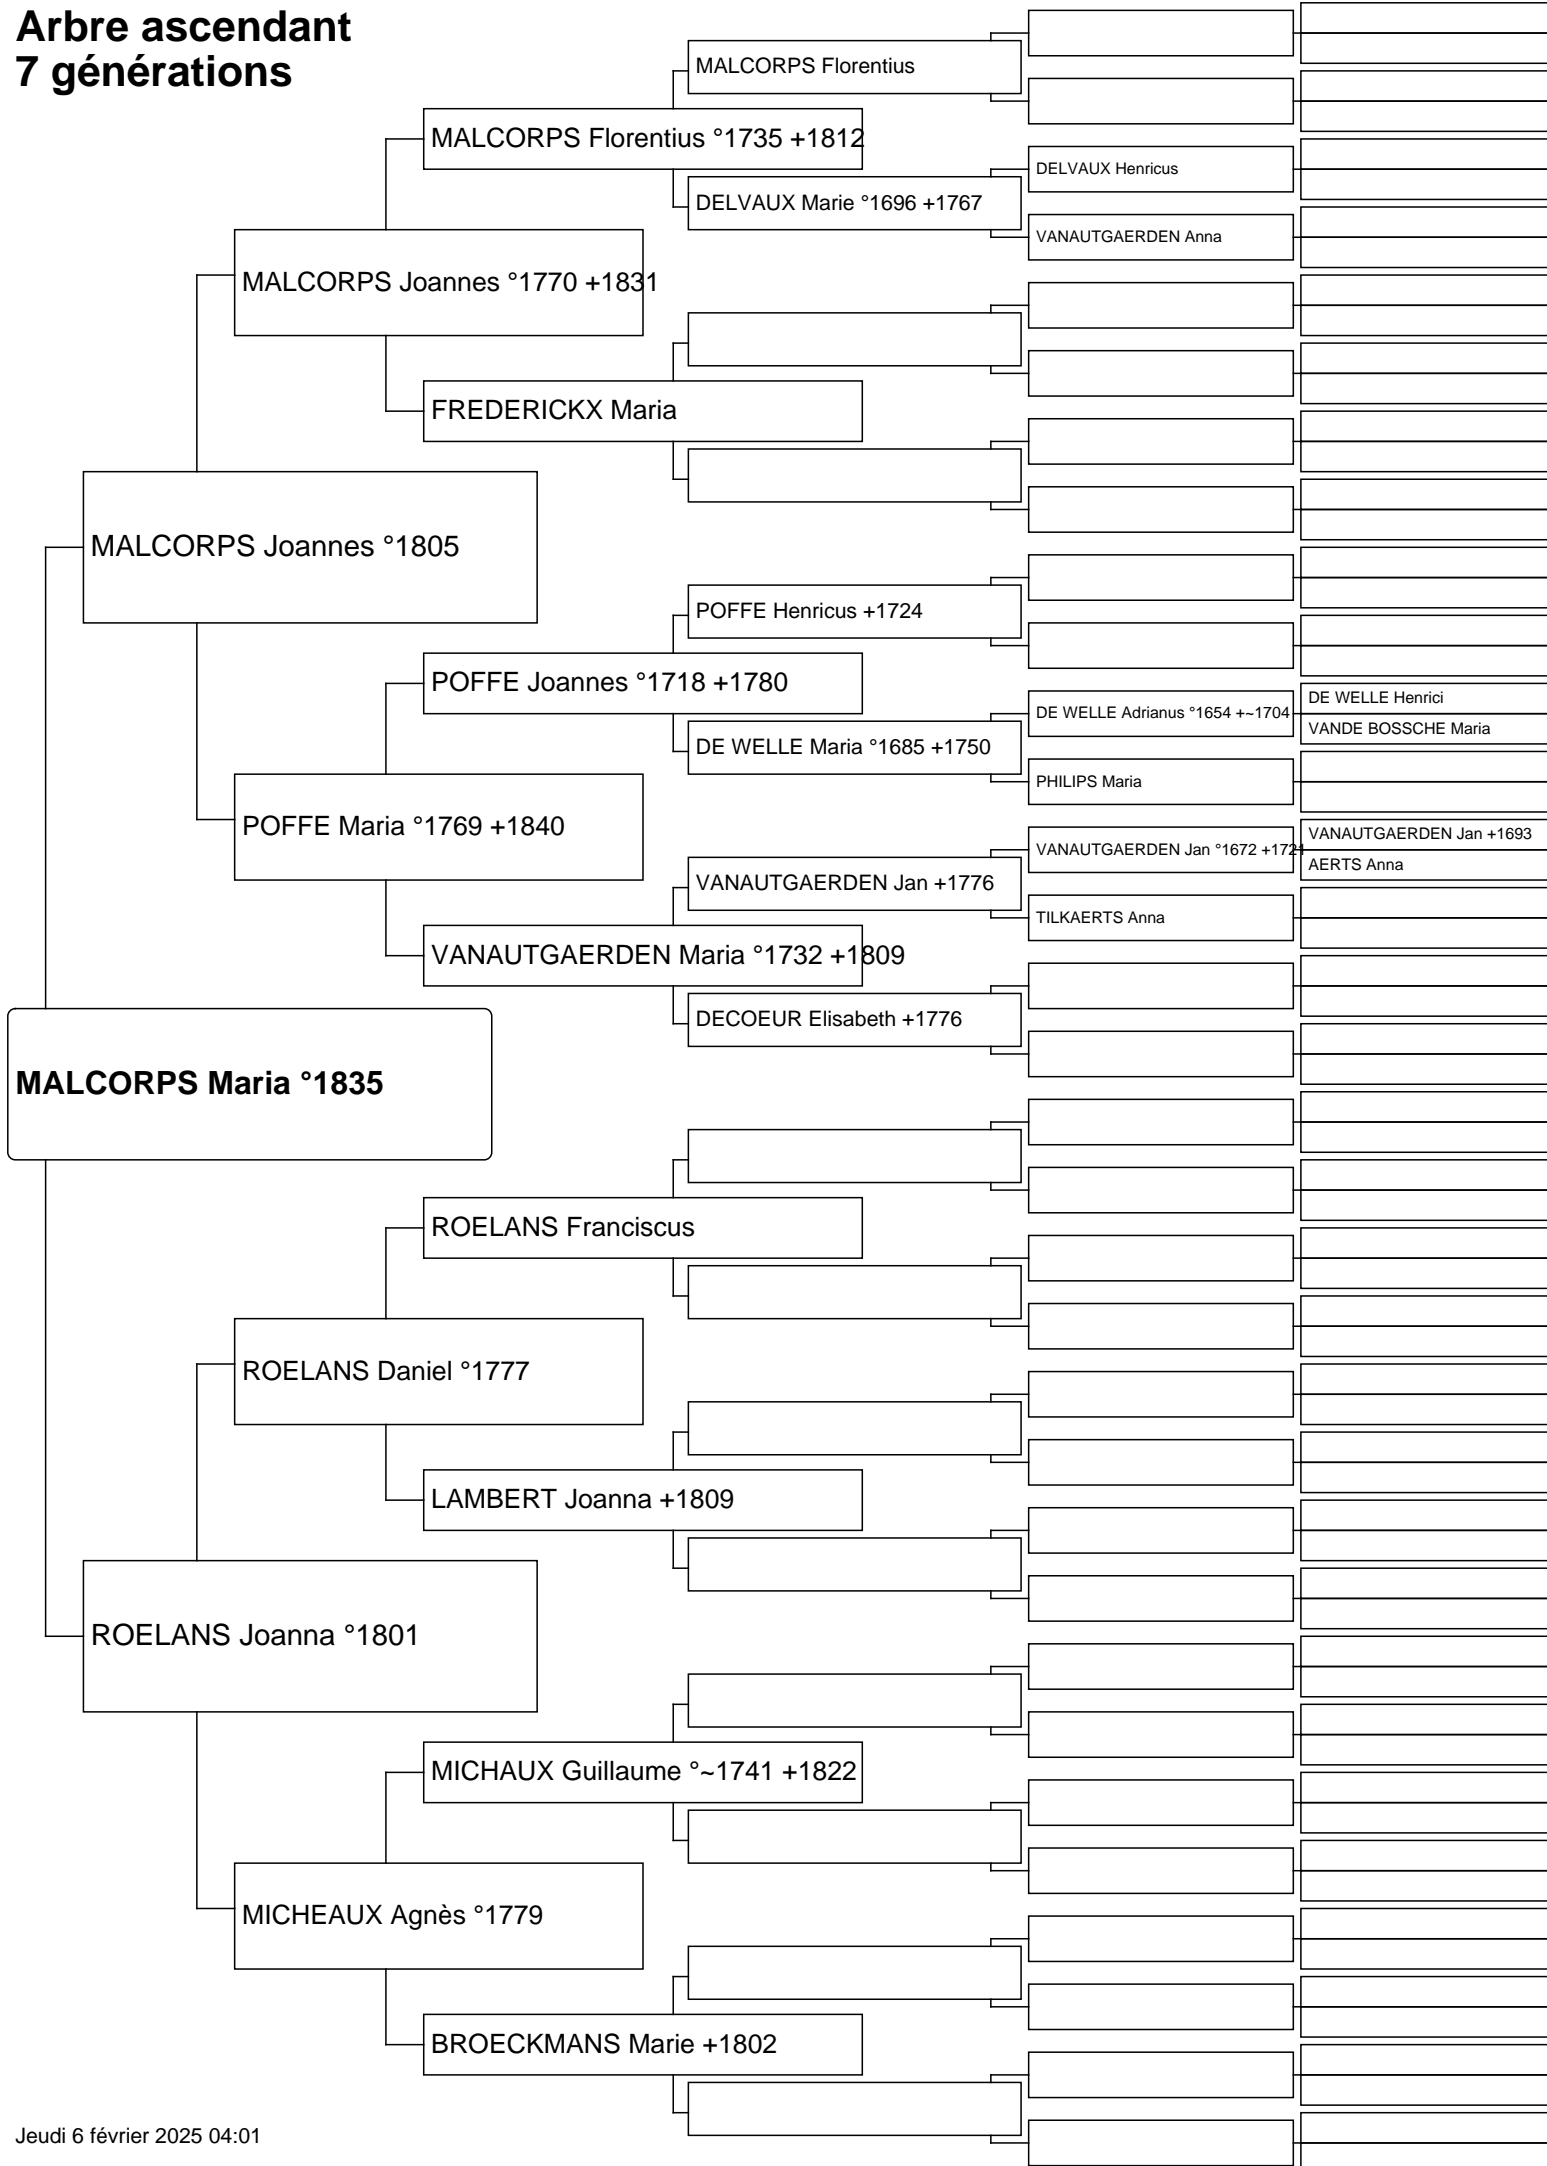 Arbre ascendant
7 générations
MALCORPS Florentius
MALCORPS Florentius °1735 +1812
DELVAUX Henricus
DELVAUX Marie °1696 +1767
VANAUTGAERDEN Anna
MALCORPS Joannes °1770 +1831
FREDERICKX Maria
MALCORPS Joannes °1805
POFFE Henricus +1724
POFFE Joannes °1718 +1780
DE WELLE Henrici
DE WELLE Adrianus °1654 +~1704
VANDE BOSSCHE Maria
DE WELLE Maria °1685 +1750
PHILIPS Maria
POFFE Maria °1769 +1840
VANAUTGAERDEN Jan +1693
VANAUTGAERDEN Jan °1672 +1721
AERTS Anna
VANAUTGAERDEN Jan +1776
TILKAERTS Anna
VANAUTGAERDEN Maria °1732 +1809
DECOEUR Elisabeth +1776
MALCORPS Maria °1835
ROELANS Franciscus
ROELANS Daniel °1777
LAMBERT Joanna +1809
ROELANS Joanna °1801
MICHAUX Guillaume °~1741 +1822
MICHEAUX Agnès °1779
BROECKMANS Marie +1802
Jeudi 6 février 2025 04:01